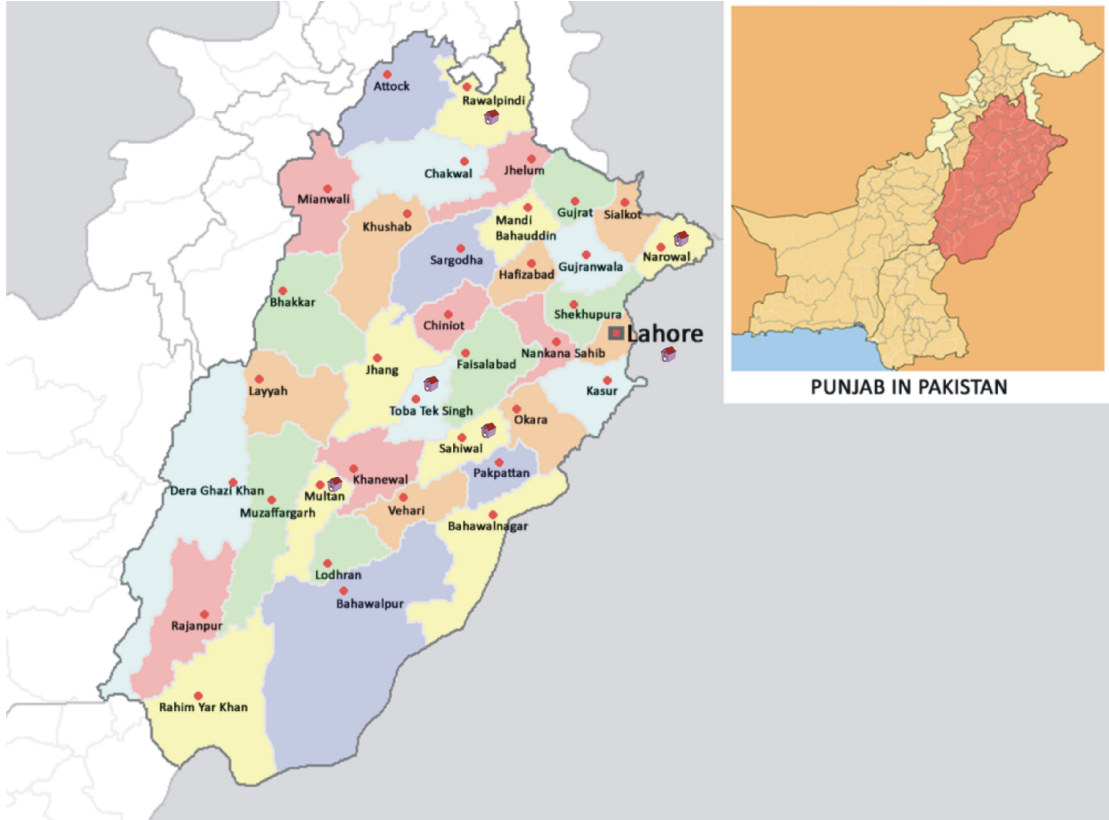 Attock
Rawalpindi
Chakwal
Jhelum
Mianwali
Gujrat
Sialkot
Khushab
Mandi
Bahauddin
Narowal
Sargodha
Hafizabad
Gujranwala
Bhakkar
Shekhupura
Chiniot
Lahore
Nankana Sahib
Faisalabad
Jhang
Layyah
Kasur
Toba Tek Singh
Okara
Sahiwal
Pakpattan
Khanewal
Dera Ghazi Khan
Multan
Muzaffargarh
Vehari
Bahawalnagar
Lodhran
Bahawalpur
Rajanpur
Rahim Yar Khan
PUNJAB IN PAKISTAN